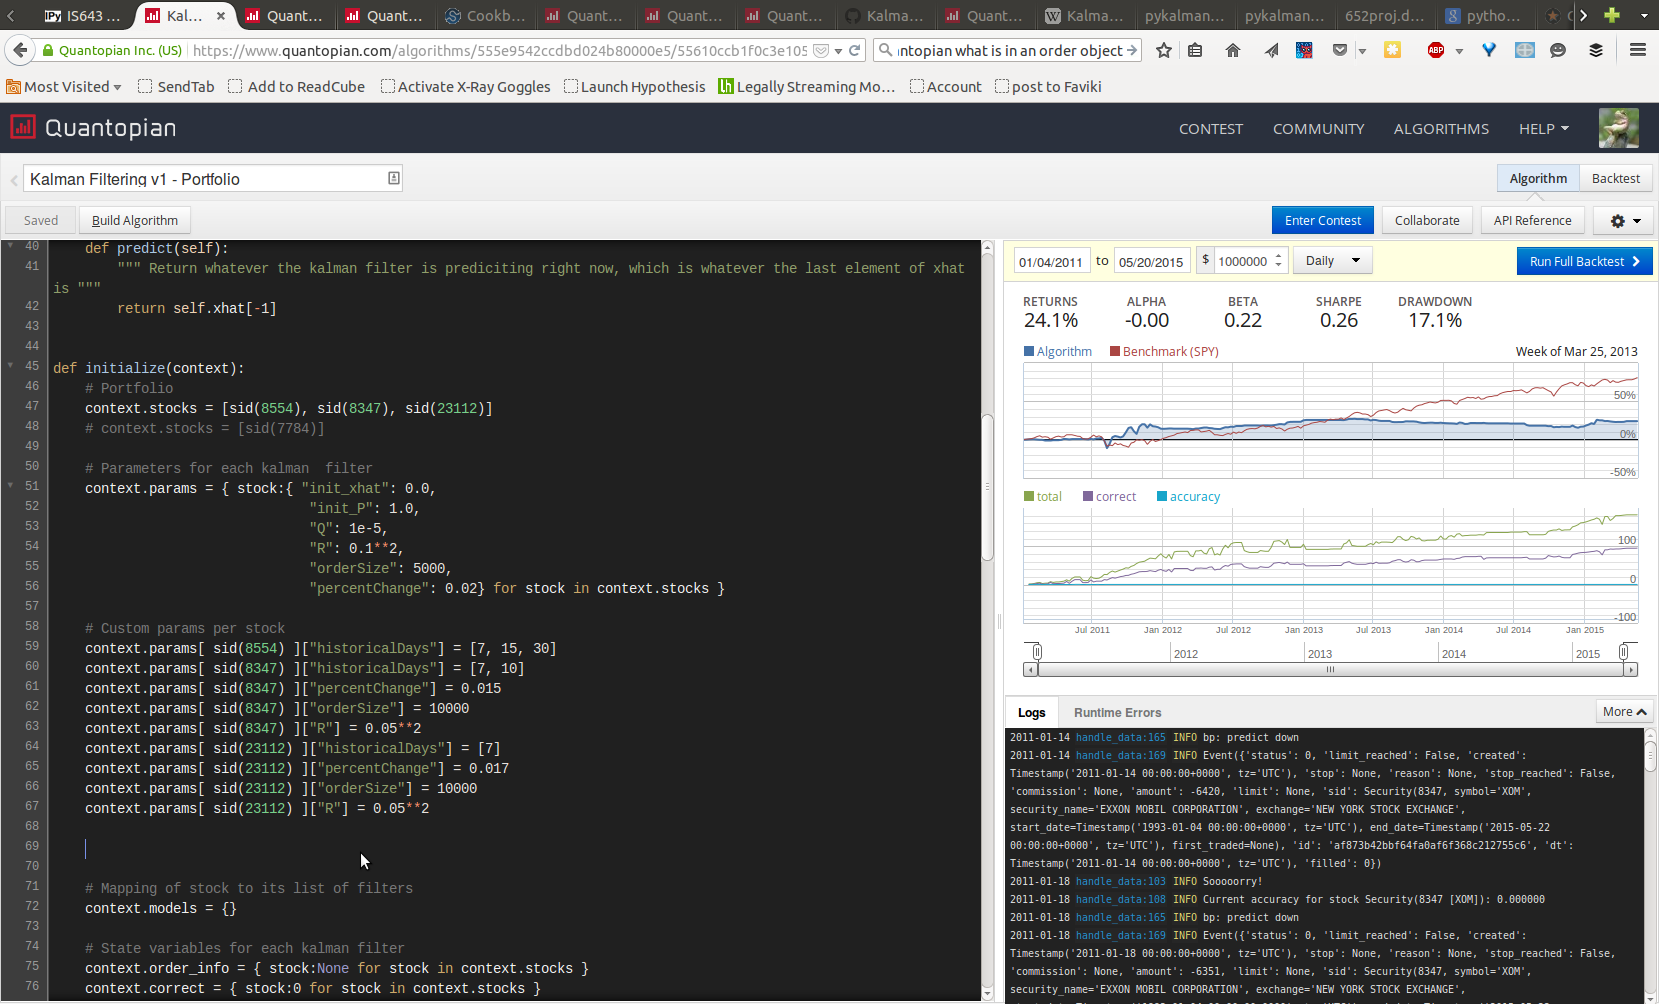 IS643 ...
Kal...
Quant...
Quant...
Cookb...
Quant...
Quant...
Quant...
Kalma...
Quant...
Kalma...
pykalman...
pykalman...
652proj.d...
pytho...
Quantopian Inc. (US)
https://www.quantopian.com/algorithms/555e9542ccdbd024b80000e5/55610ccb1f0c3e105
antopian what is in an order object
Most Visited
SendTab
Add to ReadCube
Activate X-Ray Goggles
Launch Hypothesis
Legally Streaming Mo...
Account
post to Faviki
Quantopian
CONTEST
COMMUNITY
ALGORITHMS
HELP
Kalman Filtering v1 - Portfolio
Algorithm
Backtest
Saved
Build Algorithm
Enter Contest
Collaborate
API Reference
40 def predict(self):
41 """ Return whatever the kalman filter is prediciting right now, which is whatever the last element of xhat
is """
42 return self.xhat[-1]
43
44
45 def initialize(context):
46 # Portfolio
47 context.stocks = [sid(8554), sid(8347), sid(23112)]
48 # context.stocks = [sid(7784)]
49
50 # Parameters for each kalman  filter
51 context.params = { stock:{ "init_xhat": 0.0,
52 "init_P": 1.0,
53 "Q": 1e-5,
54 "R": 0.1**2,
55 "orderSize": 5000,
56 "percentChange": 0.02} for stock in context.stocks }
57
58 # Custom params per stock
59 context.params[ sid(8554) ]["historicalDays"] = [7, 15, 30]
60 context.params[ sid(8347) ]["historicalDays"] = [7, 10]
61 context.params[ sid(8347) ]["percentChange"] = 0.015
62 context.params[ sid(8347) ]["orderSize"] = 10000
63 context.params[ sid(8347) ]["R"] = 0.05**2
64 context.params[ sid(23112) ]["historicalDays"] = [7]
65 context.params[ sid(23112) ]["percentChange"] = 0.017
66 context.params[ sid(23112) ]["orderSize"] = 10000
67 context.params[ sid(23112) ]["R"] = 0.05**2
68
69
70
71 # Mapping of stock to its list of filters
72 context.models = {}
73
74 # State variables for each kalman filter
75 context.order_info = { stock:None for stock in context.stocks }
76 context.correct = { stock:0 for stock in context.stocks }
01/04/2011 to 05/20/2015 $ 1000000 Daily
Run Full Backtest
RETURNS ALPHA BETA SHARPE DRAWDOWN
24.1% -0.00 0.22 0.26 17.1%
Algorithm Benchmark (SPY) Week of Mar 25, 2013
50%
0%
-50%
total correct accuracy
100
0
-100
Jul 2011 Jan 2012 Jul 2012 Jan 2013 Jul 2013 Jan 2014 Jul 2014 Jan 2015
2012 2013 2014 2015
Logs Runtime Errors More
2011-01-14 handle_data:165 INFO bp: predict down
2011-01-14 handle_data:169 INFO Event({'status': 0, 'limit_reached': False, 'created':
Timestamp('2011-01-14 00:00:00+0000', tz='UTC'), 'stop': None, 'reason': None, 'stop_reached': False,
'commission': None, 'amount': -6420, 'limit': None, 'sid': Security(8347, symbol='XOM',
security_name='EXXON MOBIL CORPORATION', exchange='NEW YORK STOCK EXCHANGE',
start_date=Timestamp('1993-01-04 00:00:00+0000', tz='UTC'), end_date=Timestamp('2015-05-22
00:00:00+0000', tz='UTC'), first_traded=None), 'id': 'af873b42bbf64fa0af6f368c212755c6', 'dt':
Timestamp('2011-01-14 00:00:00+0000', tz='UTC'), 'filled': 0})
2011-01-18 handle_data:103 INFO Sooooorry!
2011-01-18 handle_data:108 INFO Current accuracy for stock Security(8347 [XOM]): 0.000000
2011-01-18 handle_data:165 INFO bp: predict down
2011-01-18 handle_data:169 INFO Event({'status': 0, 'limit_reached': False, 'created':
Timestamp('2011-01-18 00:00:00+0000', tz='UTC'), 'stop': None, 'reason': None, 'stop_reached': False,
'commission': None, 'amount': -6351, 'limit': None, 'sid': Security(8347, symbol='XOM',
security_name='EXXON MOBIL CORPORATION', exchange='NEW YORK STOCK EXCHANGE',